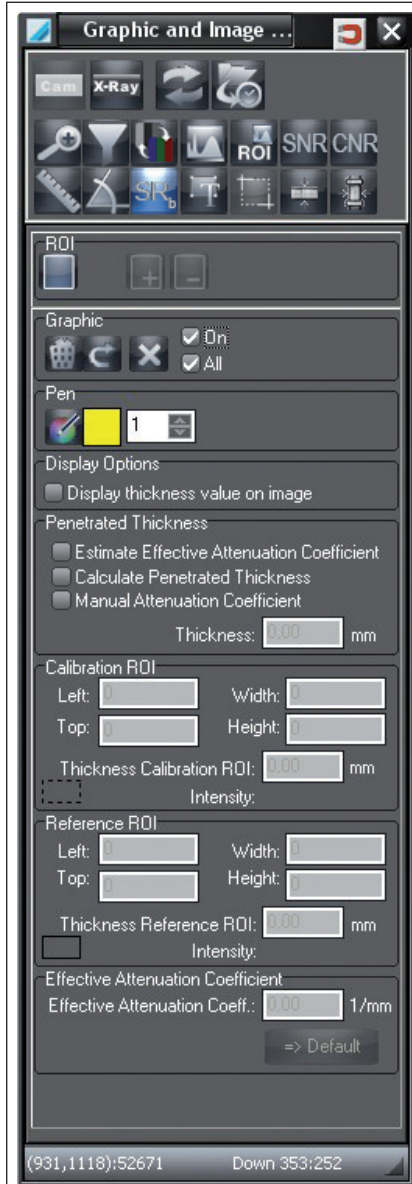 Graphic and Image ...
Cam X-Ray
ROI SNR CNR
SRb T
ROI
Graphic
On
All
Pen
1
Display Options
Display thickness value on image
Penetrated Thickness
Estimate Effective Attenuation Coefficient
Calculate Penetrated Thickness
Manual Attenuation Coefficient
Thickness: 0,00 mm
Calibration ROI
Left: 0 Width: 0
Top: 0 Height: 0
Thickness Calibration ROI: 0,00 mm
Intensity:
Reference ROI
Left: 0 Width: 0
Top: 0 Height: 0
Thickness Reference ROI: 0,00 mm
Intensity:
Effective Attenuation Coefficient
Effective Attenuation Coeff.: 0,00 1/mm
=> Default
(931,1118):52671 Down 353:252